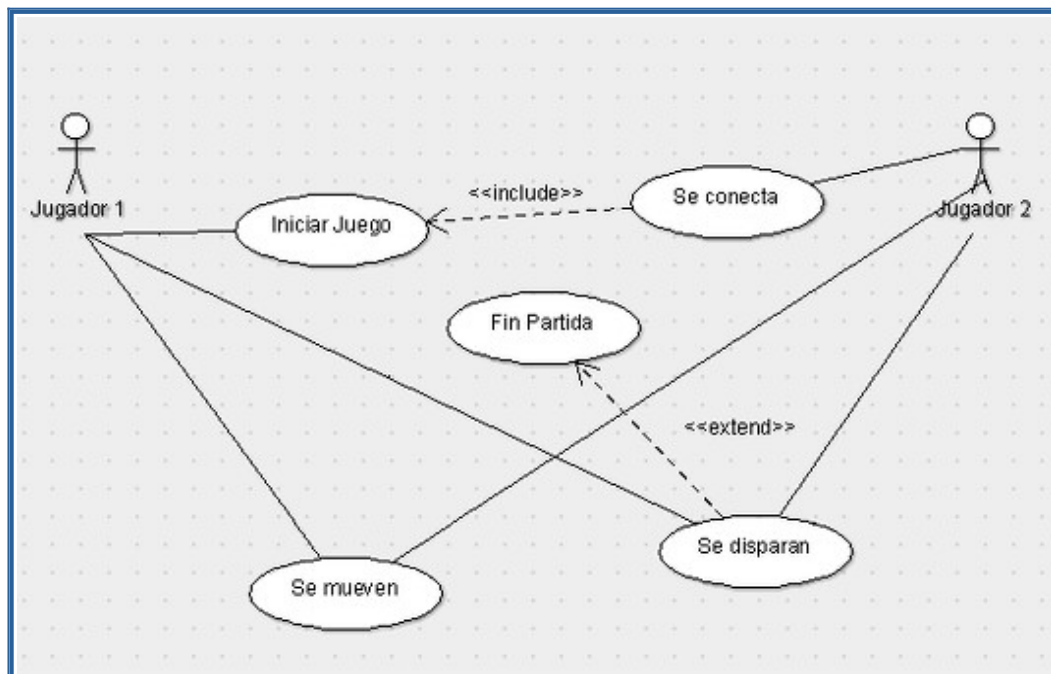 Jugador 1
Jugador 2
Iniciar Juego
<<include>>
Se conecta
Fin Partida
<<extend>>
Se mueven
Se disparan